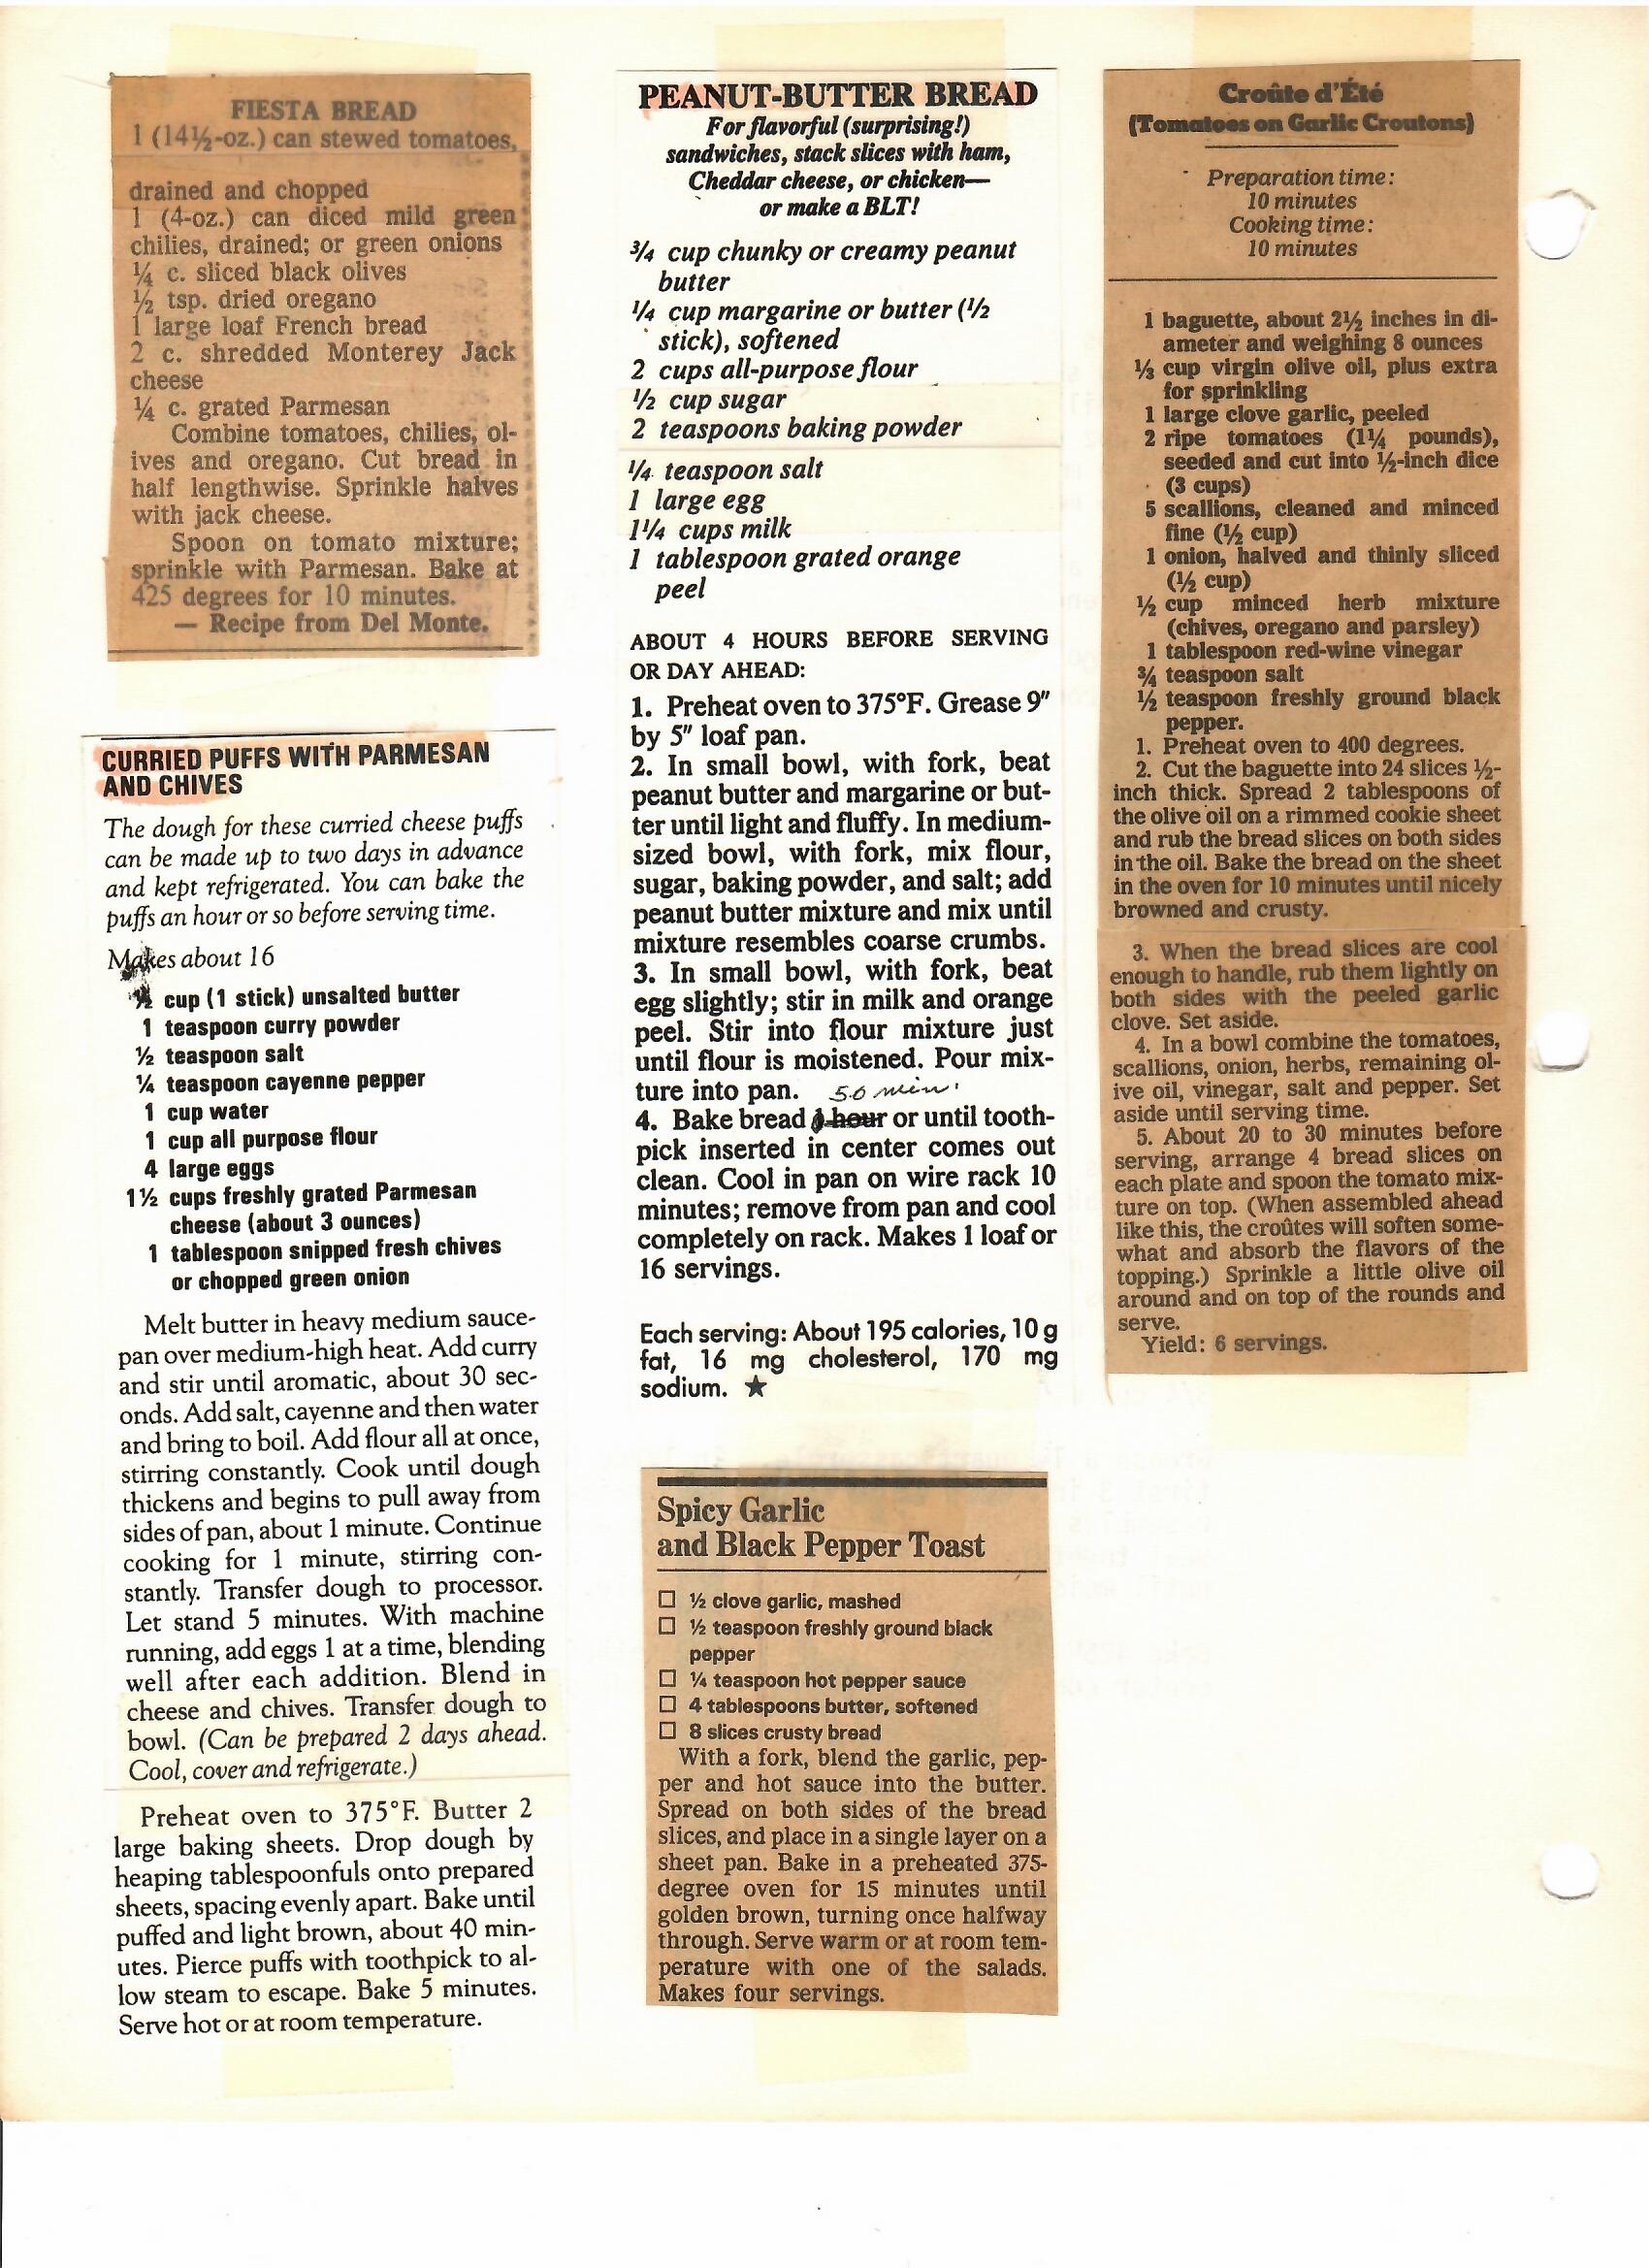 FIESTA BREAD
1 (14½-oz.) can stewed tomatoes,
drained and chopped
1 (4-oz.) can diced mild green
chilies, drained; or green onions
¼ c. sliced black olives
½ tsp. dried oregano
1 large loaf French bread
2 c. shredded Monterey Jack
cheese
¼ c. grated Parmesan
Combine tomatoes, chilies, ol-
ives and oregano. Cut bread in
half lengthwise. Sprinkle halves
with jack cheese.
Spoon on tomato mixture;
sprinkle with Parmesan. Bake at
425 degrees for 10 minutes.
— Recipe from Del Monte.
CURRIED PUFFS WITH PARMESAN
AND CHIVES
The dough for these curried cheese puffs
can be made up to two days in advance
and kept refrigerated. You can bake the
puffs an hour or so before serving time.
Makes about 16
½ cup (1 stick) unsalted butter
1 teaspoon curry powder
½ teaspoon salt
¼ teaspoon cayenne pepper
1 cup water
1 cup all purpose flour
4 large eggs
1½ cups freshly grated Parmesan
cheese (about 3 ounces)
1 tablespoon snipped fresh chives
or chopped green onion
Melt butter in heavy medium sauce-
pan over medium-high heat. Add curry
and stir until aromatic, about 30 sec-
onds. Add salt, cayenne and then water
and bring to boil. Add flour all at once,
stirring constantly. Cook until dough
thickens and begins to pull away from
sides of pan, about 1 minute. Continue
cooking for 1 minute, stirring con-
stantly. Transfer dough to processor.
Let stand 5 minutes. With machine
running, add eggs 1 at a time, blending
well after each addition. Blend in
cheese and chives. Transfer dough to
bowl. (Can be prepared 2 days ahead.
Cool, cover and refrigerate.)
Preheat oven to 375°F. Butter 2
large baking sheets. Drop dough by
heaping tablespoonfuls onto prepared
sheets, spacing evenly apart. Bake until
puffed and light brown, about 40 min-
utes. Pierce puffs with toothpick to al-
low steam to escape. Bake 5 minutes.
Serve hot or at room temperature.
PEANUT-BUTTER BREAD
For flavorful (surprising!)
sandwiches, stack slices with ham,
Cheddar cheese, or chicken—
or make a BLT!
¾ cup chunky or creamy peanut
butter
¼ cup margarine or butter (½
stick), softened
2 cups all-purpose flour
½ cup sugar
2 teaspoons baking powder
¼ teaspoon salt
1 large egg
1¼ cups milk
1 tablespoon grated orange
peel
ABOUT 4 HOURS BEFORE SERVING
OR DAY AHEAD:
1. Preheat oven to 375°F. Grease 9″
by 5″ loaf pan.
2. In small bowl, with fork, beat
peanut butter and margarine or but-
ter until light and fluffy. In medium-
sized bowl, with fork, mix flour,
sugar, baking powder, and salt; add
peanut butter mixture and mix until
mixture resembles coarse crumbs.
3. In small bowl, with fork, beat
egg slightly; stir in milk and orange
peel. Stir into flour mixture just
until flour is moistened. Pour mix-
ture into pan. 50 min.
4. Bake bread 1 hour or until tooth-
pick inserted in center comes out
clean. Cool in pan on wire rack 10
minutes; remove from pan and cool
completely on rack. Makes 1 loaf or
16 servings.
Each serving: About 195 calories, 10 g
fat, 16 mg cholesterol, 170 mg
sodium. ★
Spicy Garlic
and Black Pepper Toast
☐ ½ clove garlic, mashed
☐ ½ teaspoon freshly ground black
pepper
☐ ¼ teaspoon hot pepper sauce
☐ 4 tablespoons butter, softened
☐ 8 slices crusty bread
With a fork, blend the garlic, pep-
per and hot sauce into the butter.
Spread on both sides of the bread
slices, and place in a single layer on a
sheet pan. Bake in a preheated 375-
degree oven for 15 minutes until
golden brown, turning once halfway
through. Serve warm or at room tem-
perature with one of the salads.
Makes four servings.
Croûte d'Été
(Tomatoes on Garlic Croutons)
Preparation time:
10 minutes
Cooking time:
10 minutes
1 baguette, about 2½ inches in di-
ameter and weighing 8 ounces
⅓ cup virgin olive oil, plus extra
for sprinkling
1 large clove garlic, peeled
2 ripe tomatoes (1¼ pounds),
seeded and cut into ½-inch dice
(3 cups)
5 scallions, cleaned and minced
fine (½ cup)
1 onion, halved and thinly sliced
(½ cup)
½ cup minced herb mixture
(chives, oregano and parsley)
1 tablespoon red-wine vinegar
¾ teaspoon salt
½ teaspoon freshly ground black
pepper.
1. Preheat oven to 400 degrees.
2. Cut the baguette into 24 slices ½-
inch thick. Spread 2 tablespoons of
the olive oil on a rimmed cookie sheet
and rub the bread slices on both sides
in the oil. Bake the bread on the sheet
in the oven for 10 minutes until nicely
browned and crusty.
3. When the bread slices are cool
enough to handle, rub them lightly on
both sides with the peeled garlic
clove. Set aside.
4. In a bowl combine the tomatoes,
scallions, onion, herbs, remaining ol-
ive oil, vinegar, salt and pepper. Set
aside until serving time.
5. About 20 to 30 minutes before
serving, arrange 4 bread slices on
each plate and spoon the tomato mix-
ture on top. (When assembled ahead
like this, the croûtes will soften some-
what and absorb the flavors of the
topping.) Sprinkle a little olive oil
around and on top of the rounds and
serve.
Yield: 6 servings.